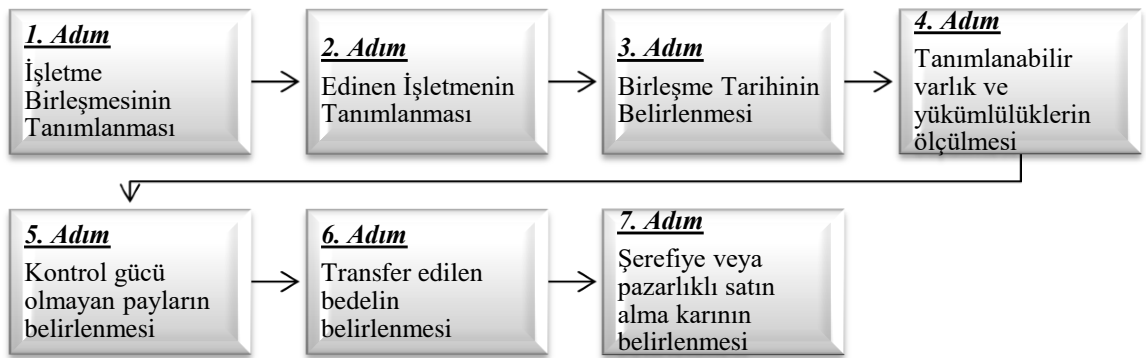 1. Adım
İşletme
Birleşmesinin
Tanımlanması
2. Adım
Edinen İşletmenin
Tanımlanması
3. Adım
Birleşme Tarihinin
Belirlenmesi
4. Adım
Tanımlanabilir
varlık ve
yükümlülüklerin
ölçülmesi
5. Adım
Kontrol gücü
olmayan payların
belirlenmesi
6. Adım
Transfer edilen
bedelin
belirlenmesi
7. Adım
Şerefiye veya
pazarlıklı satın
alma karının
belirlenmesi